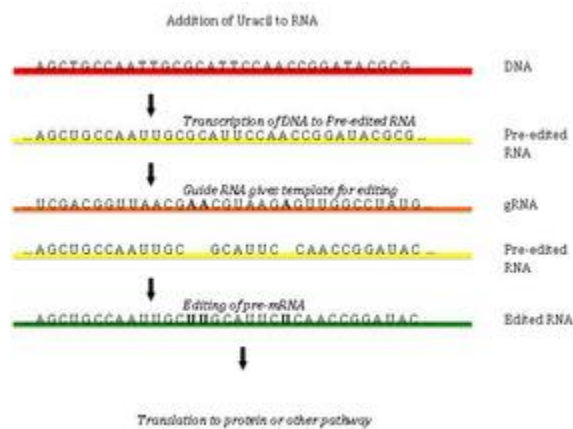 Addition of Uracil to RNA
...AGCTGCCAATTGCGCATTCCAACCGGATACGCG... DNA
Transcription of DNA to Pre-edited RNA
...AGCUGCCAAUUGCGCAUUCCAACCGGAUACGCG... Pre-edited
RNA
Guide RNA gives template for editing
...UCGACGGUUAACGAACGUAAGAGUUGGCCUAUG... gRNA
...AGCUGCCAAUUGC GCAUUC CAACCGGAUAC... Pre-edited
RNA
Editing of pre-mRNA
...AGCUGCCAAUUGCUUGCAUUCUCAACCGGAUAC... Edited RNA
Translation to protein or other pathway